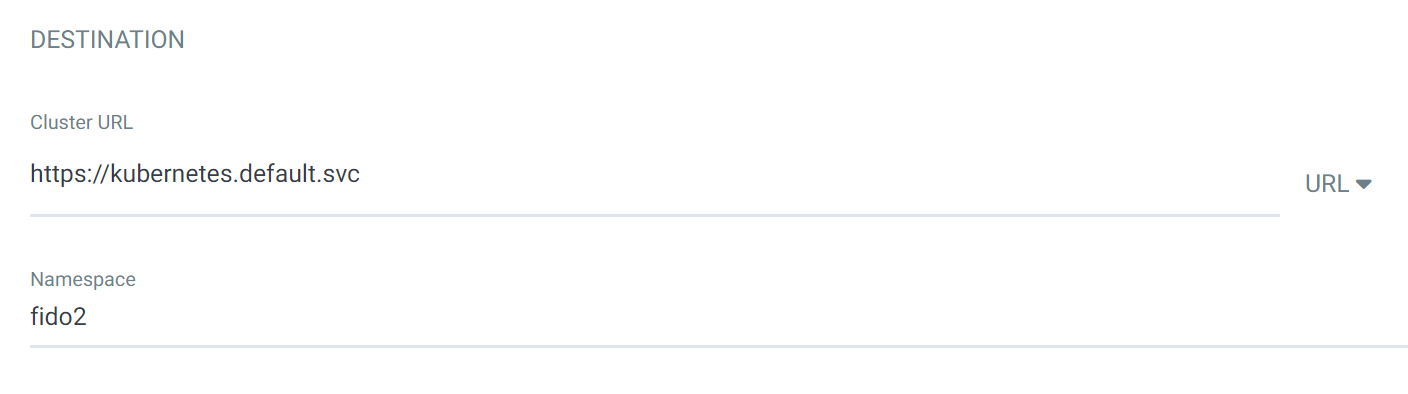 DESTINATION
Cluster URL
https://kubernetes.default.svc
URL
Namespace
fido2